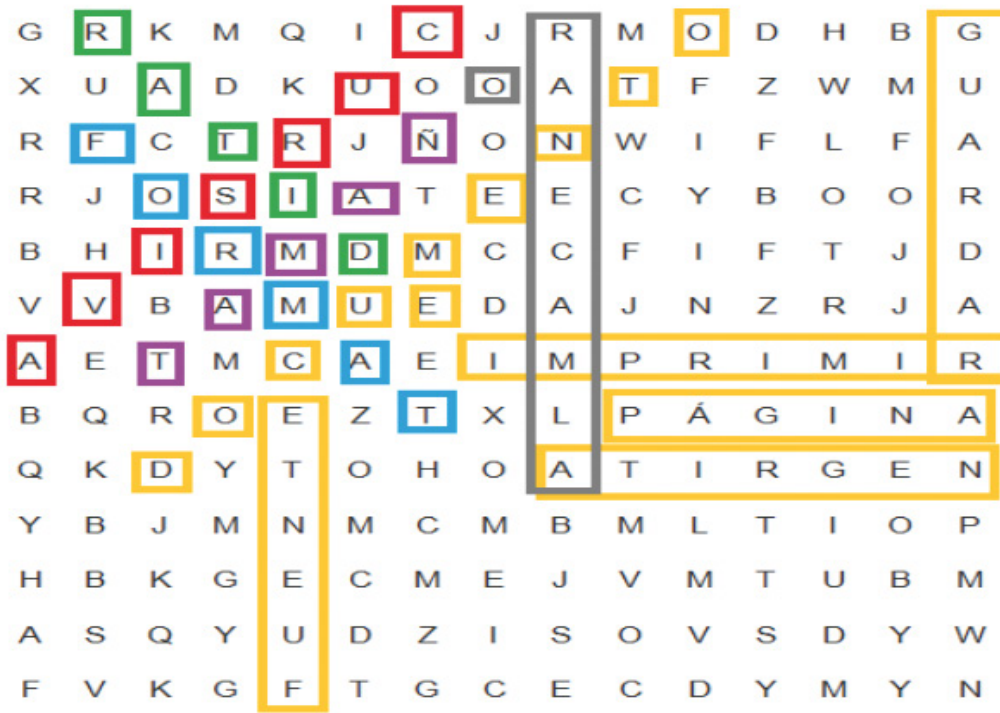 G R K M Q I C J R M O D H B G
X U A D K U O O A T F Z W M U
R F C T R J Ñ O N W I F L F A
R J O S I A T E E C Y B O O R
B H I R M D M C C F I F T J D
V V B A M U E D A J N Z R J A
A E T M C A E I M P R I M I R
B Q R O E Z T X L P Á G I N A
Q K D Y T O H O A T I R G E N
Y B J M N M C M B M L T I O P
H B K G E C M E J V M T U B M
A S Q Y U D Z I S O V S D Y W
F V K G F T G C E C D Y M Y N